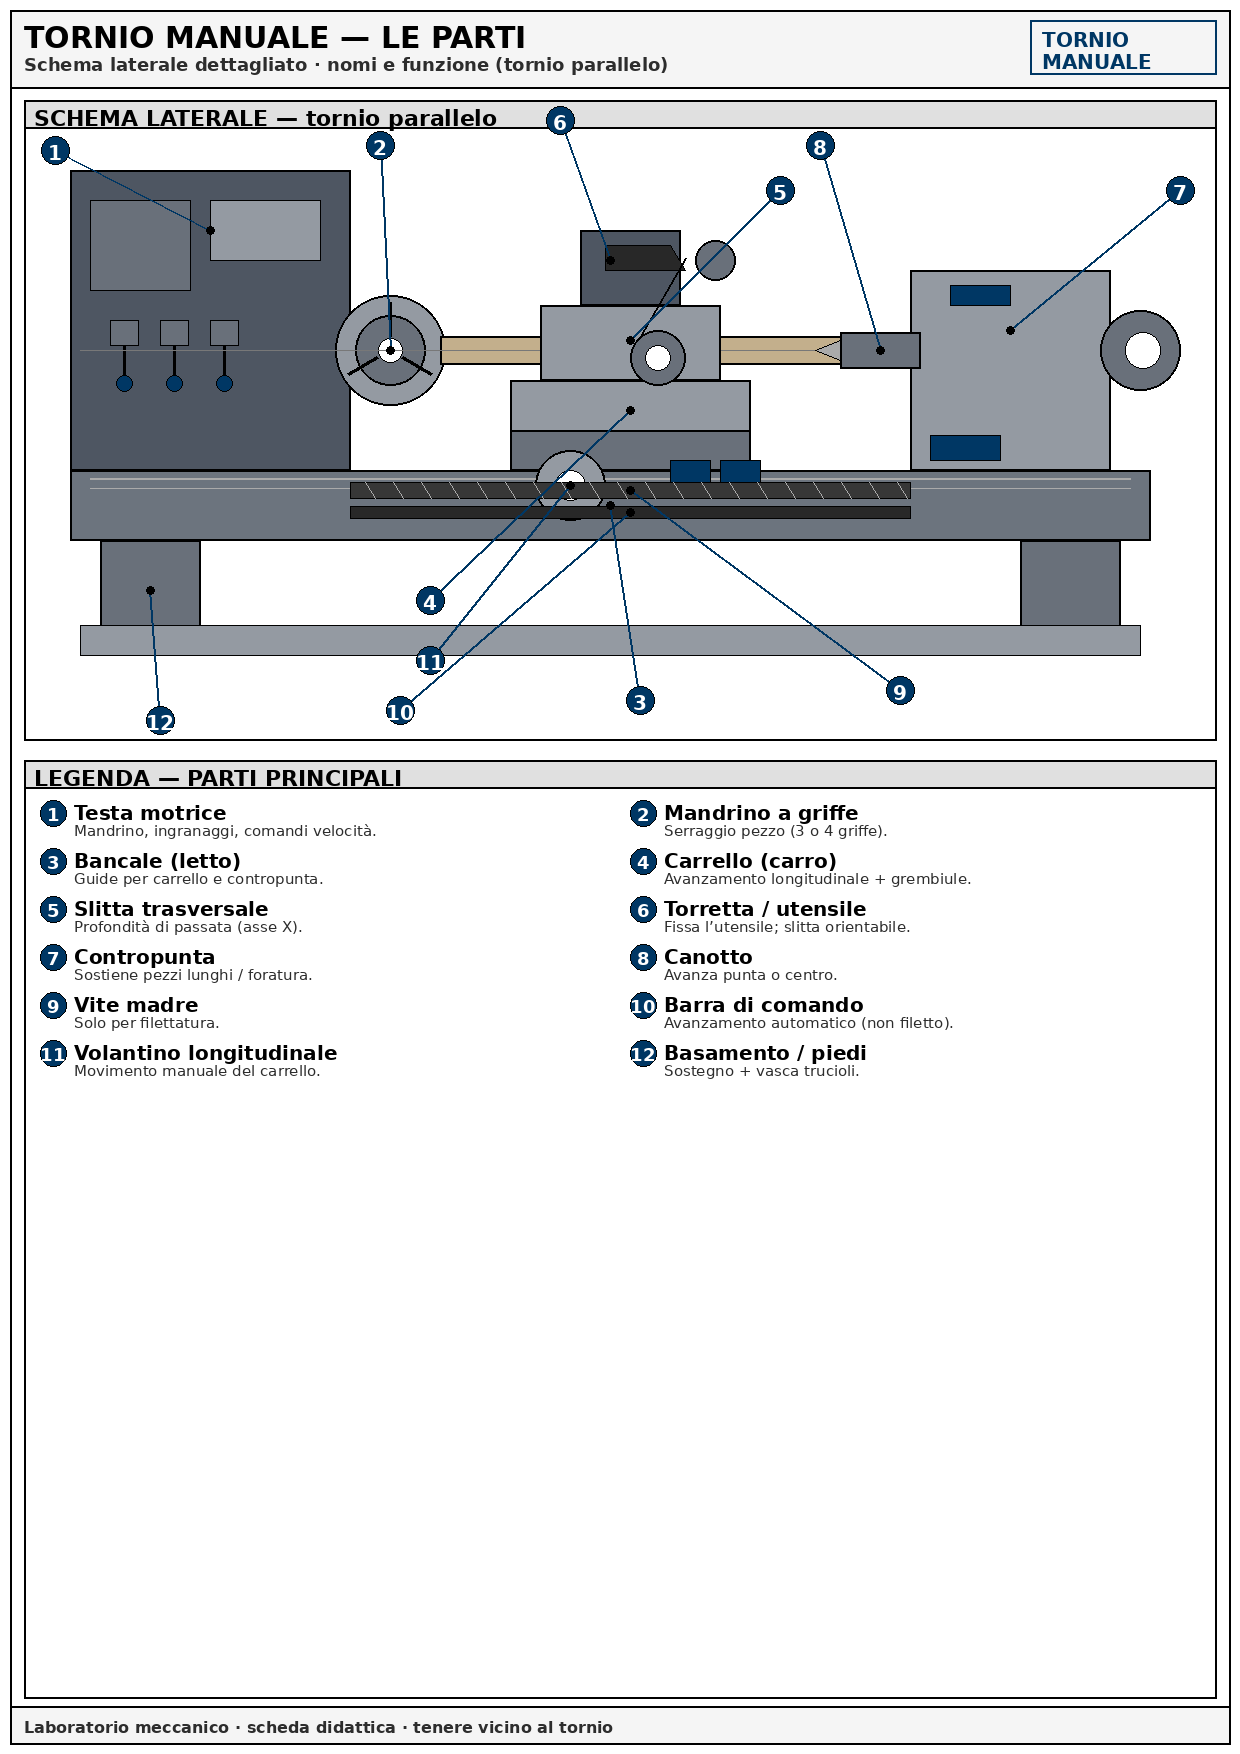 TORNIO MANUALE — LE PARTI
Schema laterale dettagliato · nomi e funzione (tornio parallelo)
TORNIO
MANUALE
SCHEMA LATERALE — tornio parallelo
6
1
2
8
5
7
4
11
10
3
9
12
LEGENDA — PARTI PRINCIPALI
1 Testa motrice
Mandrino, ingranaggi, comandi velocità.
2 Mandrino a griffe
Serraggio pezzo (3 o 4 griffe).
3 Bancale (letto)
Guide per carrello e contropunta.
4 Carrello (carro)
Avanzamento longitudinale + grembiule.
5 Slitta trasversale
Profondità di passata (asse X).
6 Torretta / utensile
Fissa l’utensile; slitta orientabile.
7 Contropunta
Sostiene pezzi lunghi / foratura.
8 Canotto
Avanza punta o centro.
9 Vite madre
Solo per filettatura.
10 Barra di comando
Avanzamento automatico (non filetto).
11 Volantino longitudinale
Movimento manuale del carrello.
12 Basamento / piedi
Sostegno + vasca trucioli.
Laboratorio meccanico · scheda didattica · tenere vicino al tornio